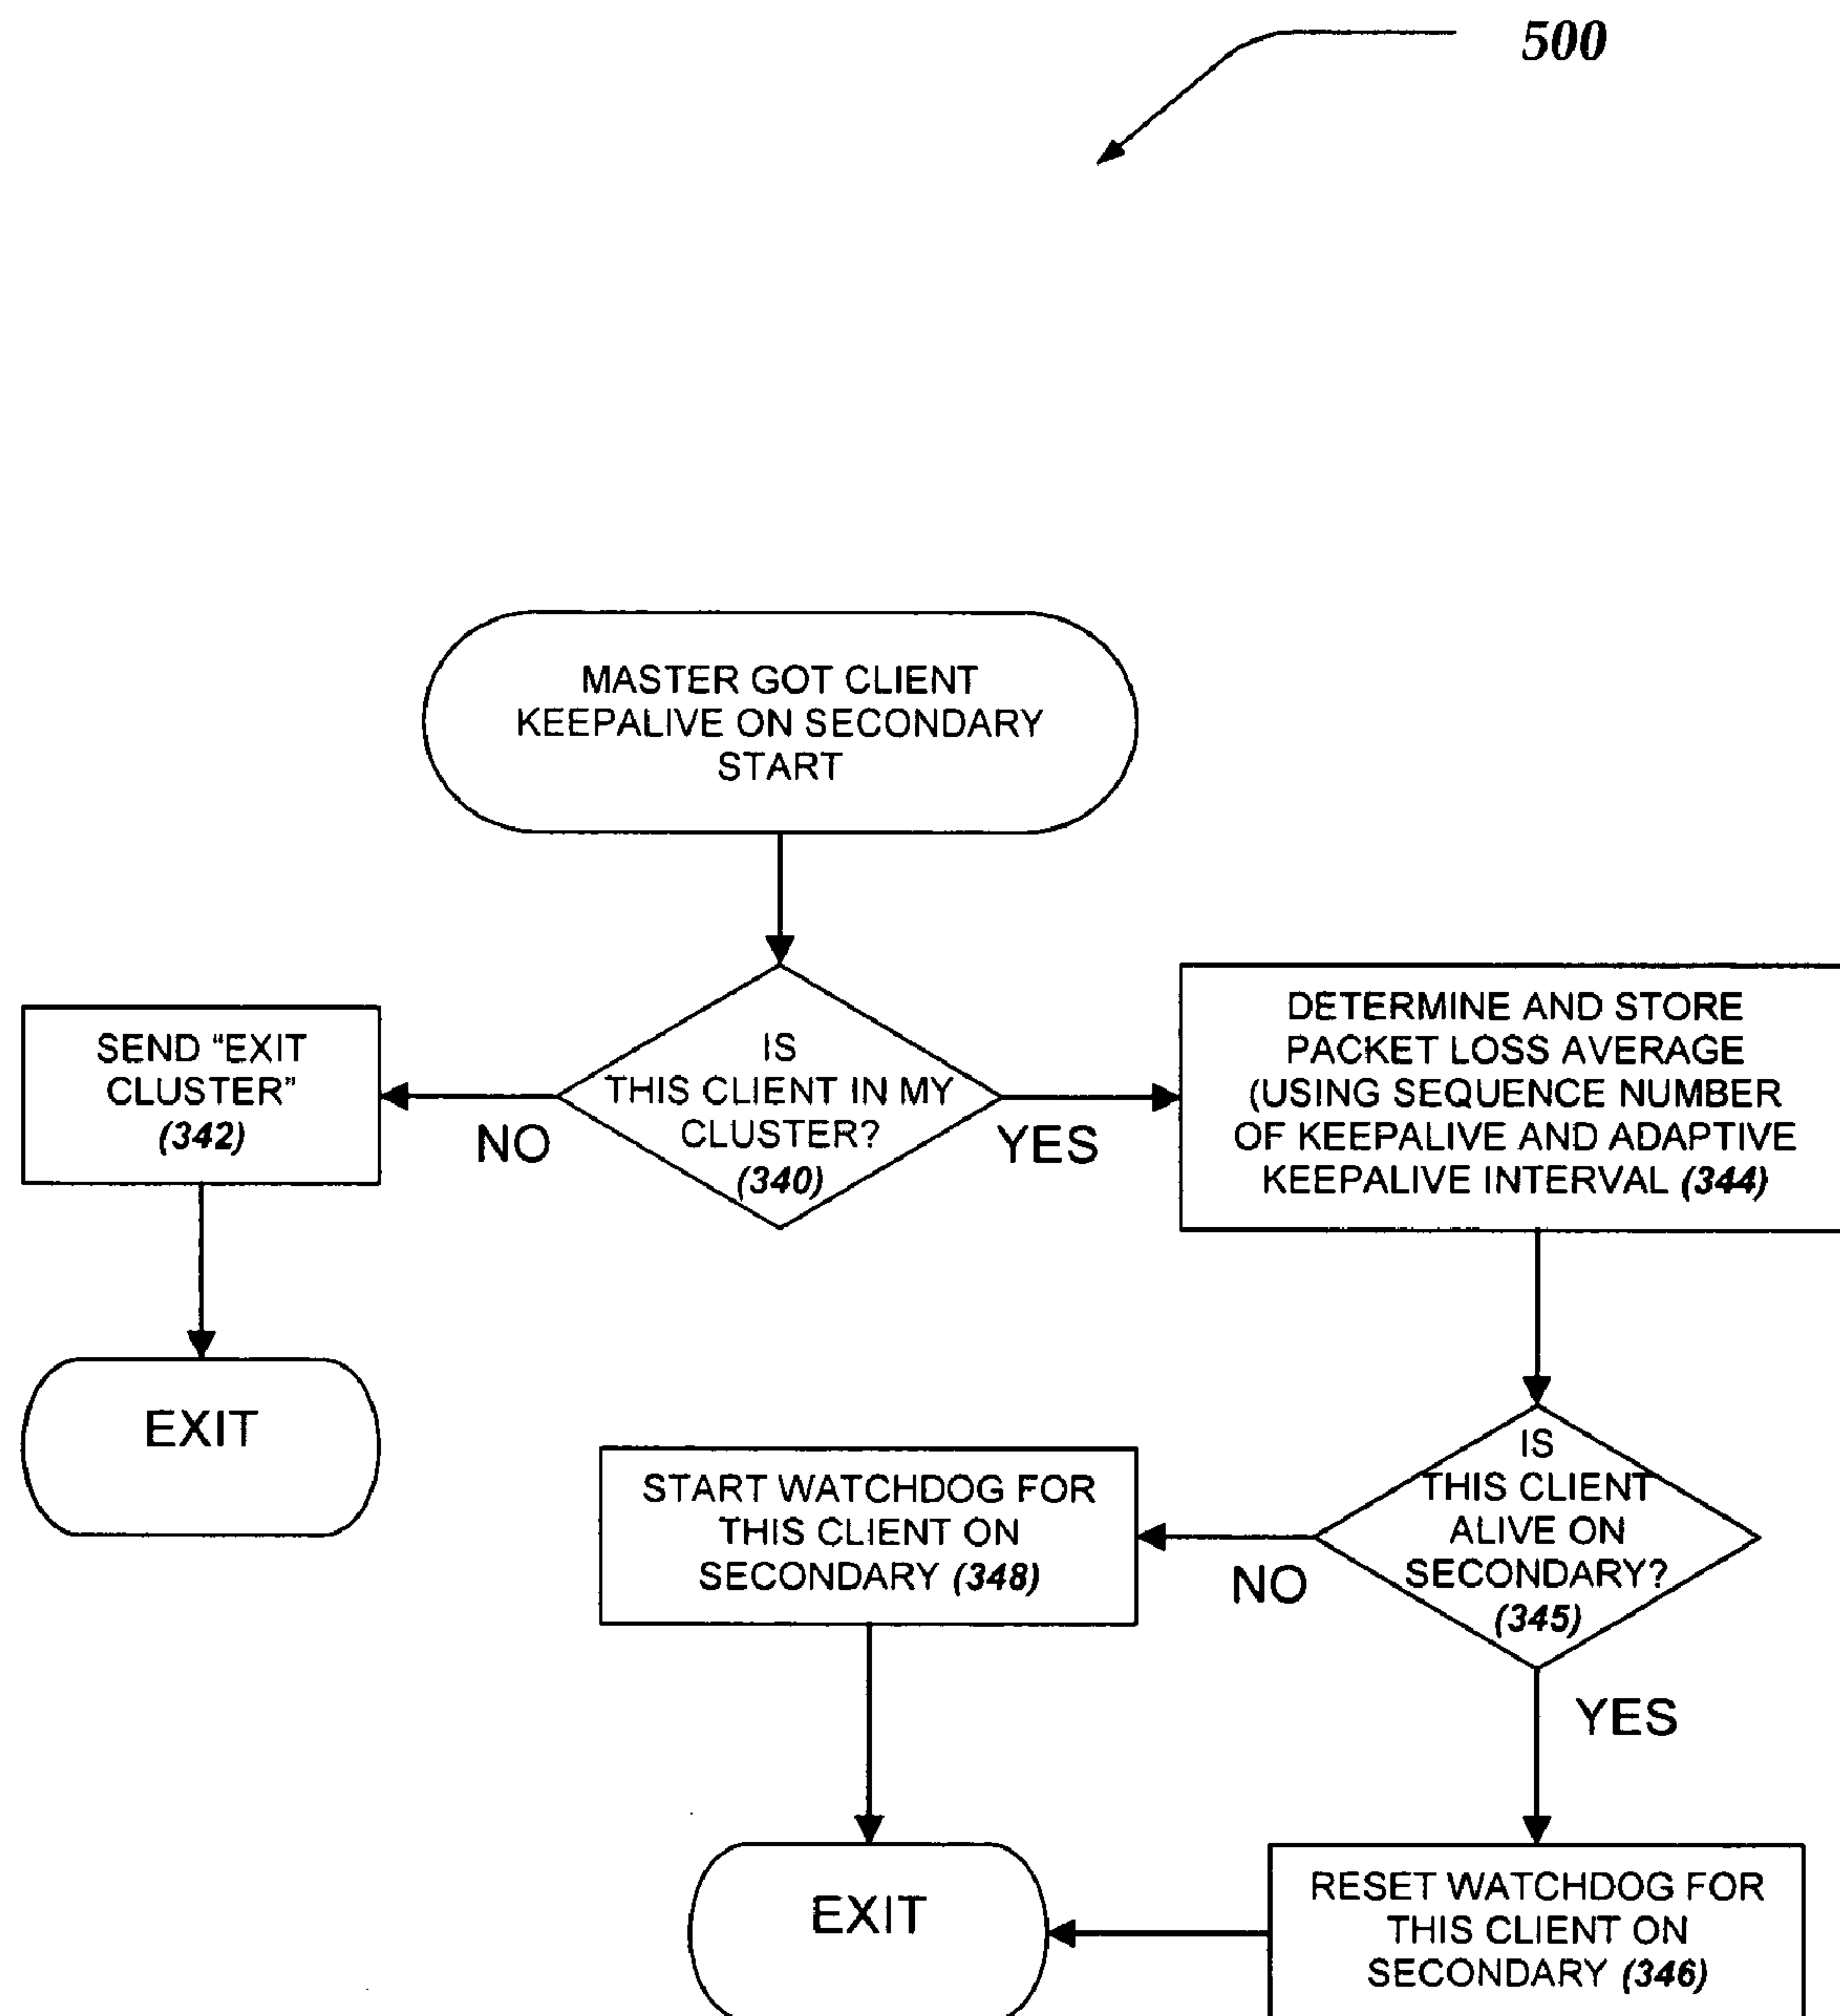 500
MASTER GOT CLIENT
KEEPALIVE ON SECONDARY
START
SEND "EXIT
CLUSTER"
(342)
IS
THIS CLIENT IN MY
CLUSTER?
(340)
NO
YES
DETERMINE AND STORE
PACKET LOSS AVERAGE
(USING SEQUENCE NUMBER
OF KEEPALIVE AND ADAPTIVE
KEEPALIVE INTERVAL (344)
EXIT
START WATCHDOG FOR
THIS CLIENT ON
SECONDARY (348)
IS
THIS CLIENT
ALIVE ON
SECONDARY?
(345)
NO
YES
EXIT
RESET WATCHDOG FOR
THIS CLIENT ON
SECONDARY (346)